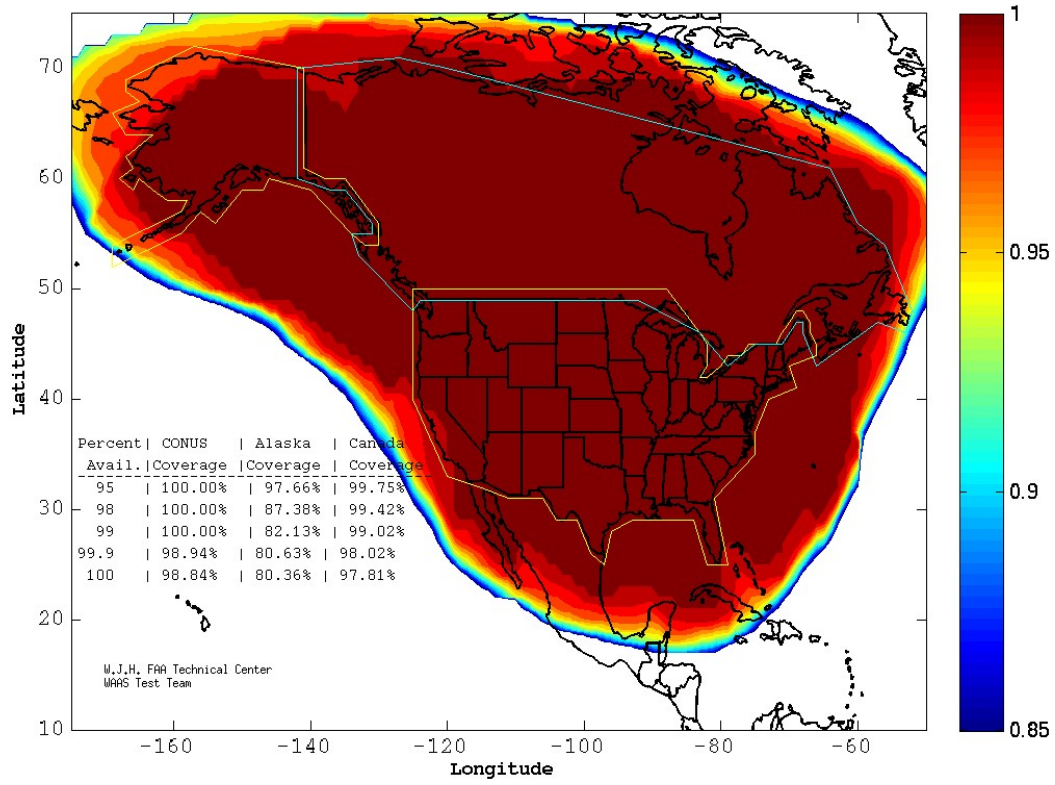 1
70
60
0.95
50
Latitude
40
Percent| CONUS | Alaska | Canada
Avail.|Coverage |Coverage | Coverage
95 | 100.00% | 97.66% | 99.75%
0.9
98 | 100.00% | 87.38% | 99.42%
30
99 | 100.00% | 82.13% | 99.02%
99.9 | 98.94% | 80.63% | 98.02%
100 | 98.84% | 80.36% | 97.81%
20
W.J.H. FAA Technical Center
WAAS Test Team
10
0.85
-160 -140 -120 -100 -80 -60
Longitude